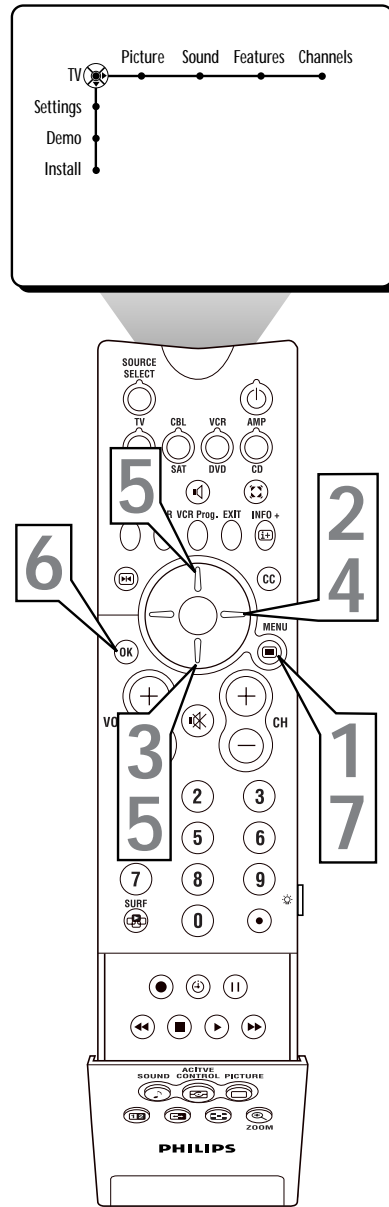 Picture Sound Features Channels
TV
Settings
Demo
Install
SOURCE
SELECT
TV CBL VCR AMP
SAT DVD CD
5
2
4
R VCR Prog. EXIT INFO +
i+
6
CC
MENU
OK
VO
CH
3
5
1
7
2 3
5 6
7 8 9
SURF
0
ACITVE
SOUND CONTROL PICTURE
ZOOM
PHILIPS